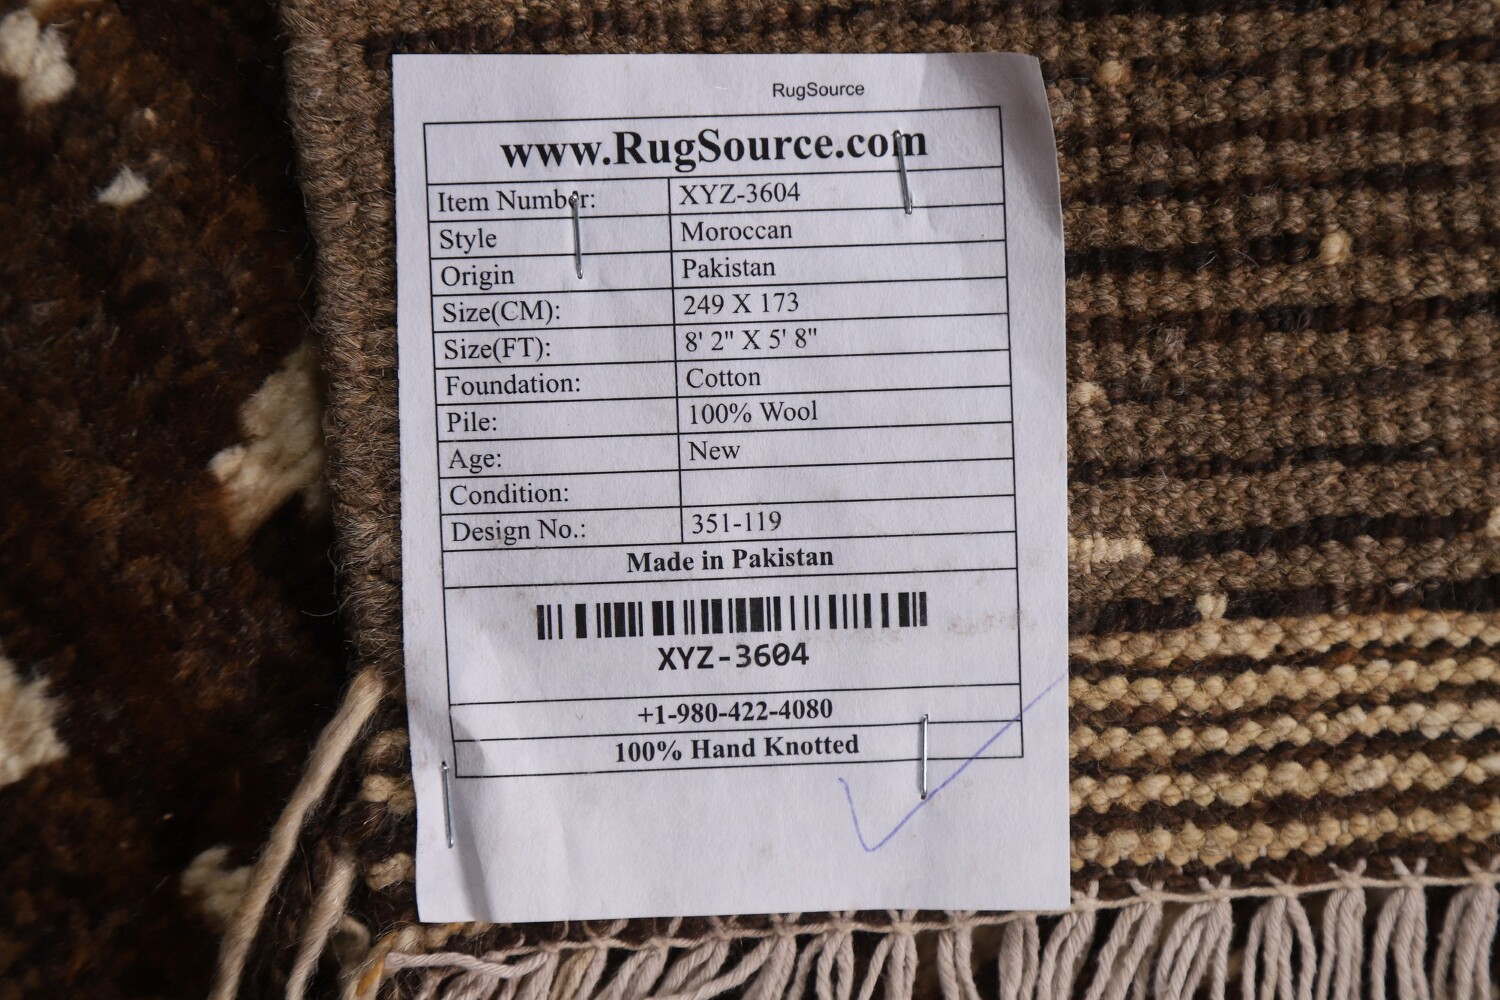 RugSource
www.RugSource.com
Item Number: XYZ-3604
Style Moroccan
Origin Pakistan
Size(CM): 249 X 173
Size(FT): 8' 2" X 5' 8"
Foundation: Cotton
Pile: 100% Wool
Age: New
Condition:
Design No.: 351-119
Made in Pakistan
XYZ-3604
+1-980-422-4080
100% Hand Knotted